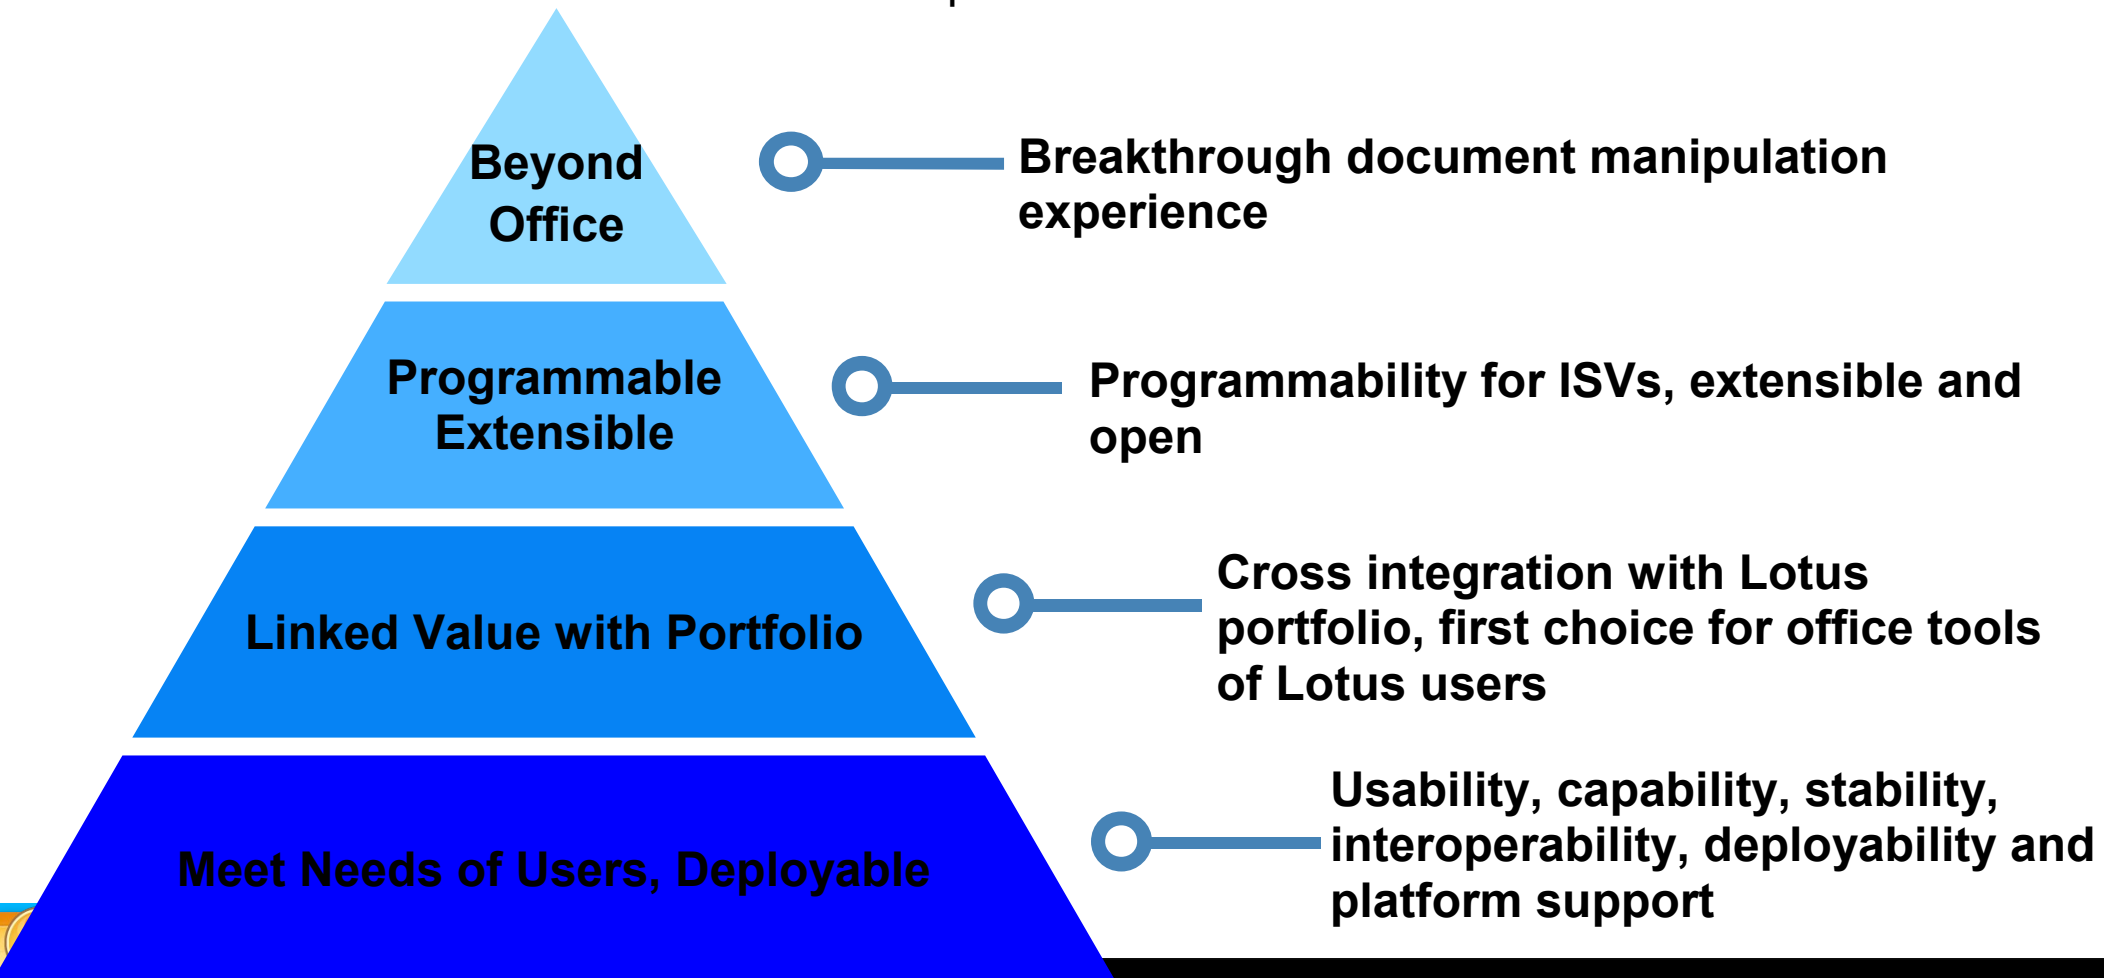 Beyond
Office
Breakthrough document manipulation
experience
Programmable
Extensible
Programmability for ISVs, extensible and
open
Linked Value with Portfolio
Cross integration with Lotus
portfolio, first choice for office tools
of Lotus users
Meet Needs of Users, Deployable
Usability, capability, stability,
interoperability, deployability and
platform support